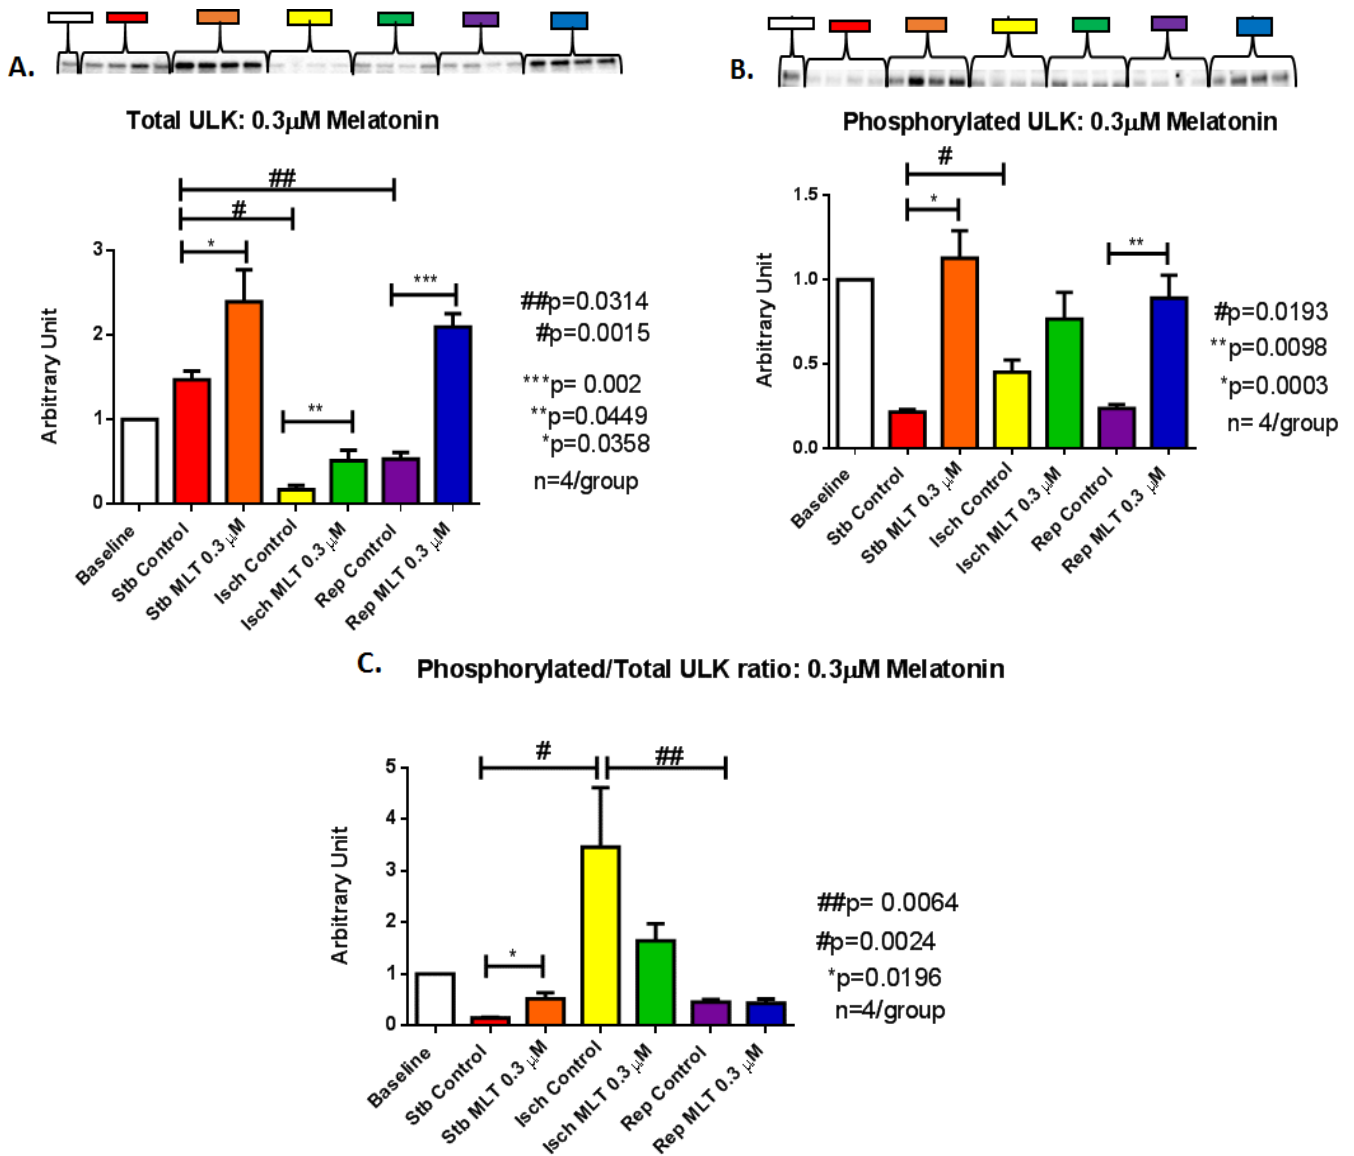 A.
Total ULK: 0.3µM Melatonin
##
#
*
***
**
Arbitrary Unit
3
2
1
0
Baseline
Stb Control
Stb MLT 0.3 µM
Isch Control
Isch MLT 0.3 µM
Rep Control
Rep MLT 0.3 µM
##p=0.0314
#p=0.0015
***p= 0.002
**p=0.0449
*p=0.0358
n=4/group
B.
Phosphorylated ULK: 0.3µM Melatonin
#
*
**
Arbitrary Unit
1.5
1.0
0.5
0.0
Baseline
Stb Control
Stb MLT 0.3 µM
Isch Control
Isch MLT 0.3 µM
Rep Control
Rep MLT 0.3 µM
#p=0.0193
**p=0.0098
*p=0.0003
n= 4/group
C.
Phosphorylated/Total ULK ratio: 0.3µM Melatonin
#
##
*
Arbitrary Unit
5
4
3
2
1
0
Baseline
Stb Control
Stb MLT 0.3 µM
Isch Control
Isch MLT 0.3 µM
Rep Control
Rep MLT 0.3 µM
##p= 0.0064
#p=0.0024
*p=0.0196
n=4/group